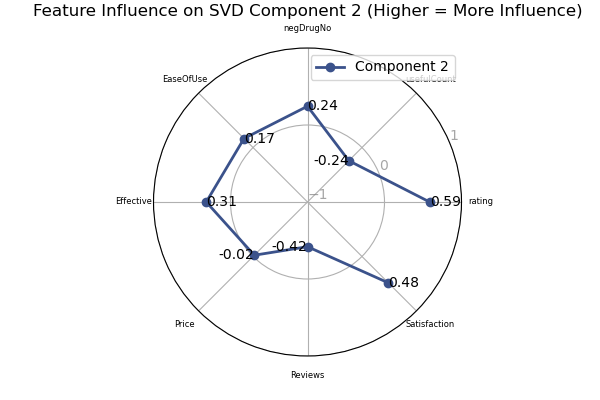 Feature Influence on SVD Component 2 (Higher = More Influence)
negDrugNo
Component 2
EaseOfUse
usefulCount
0.24
1
0.17
-0.24
0
Effective
0.31
−1
0.59
rating
-0.02
-0.42
0.48
Price
Satisfaction
Reviews